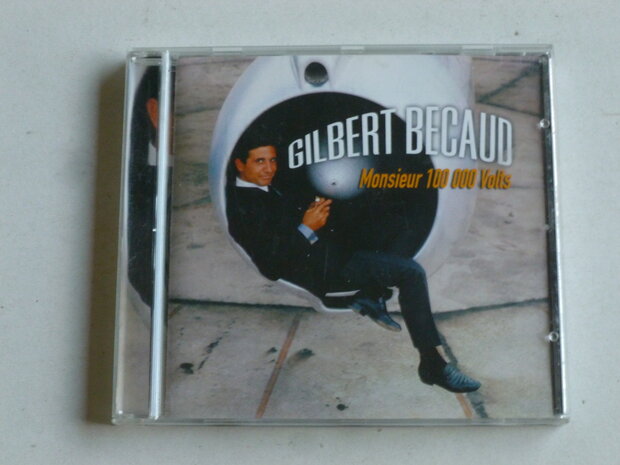 GILBERT BECAUD
Monsieur 100 000 Volts